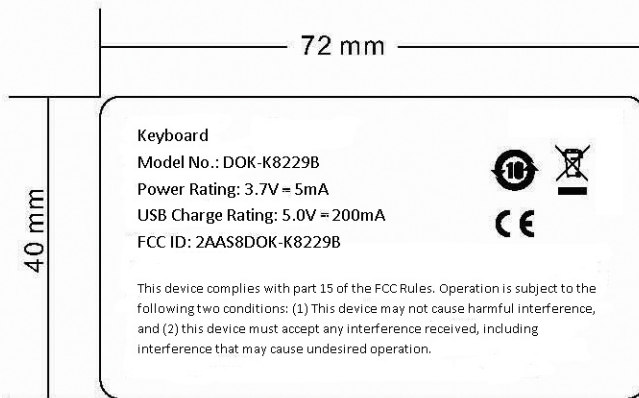 72 mm
40 mm
Keyboard
Model No.: DOK-K8229B
Power Rating: 3.7V = 5mA
USB Charge Rating: 5.0V = 200mA
FCC ID: 2AAS8DOK-K8229B
10
CE
This device complies with part 15 of the FCC Rules. Operation is subject to the
following two conditions: (1) This device may not cause harmful interference,
and (2) this device must accept any interference received, including
interference that may cause undesired operation.